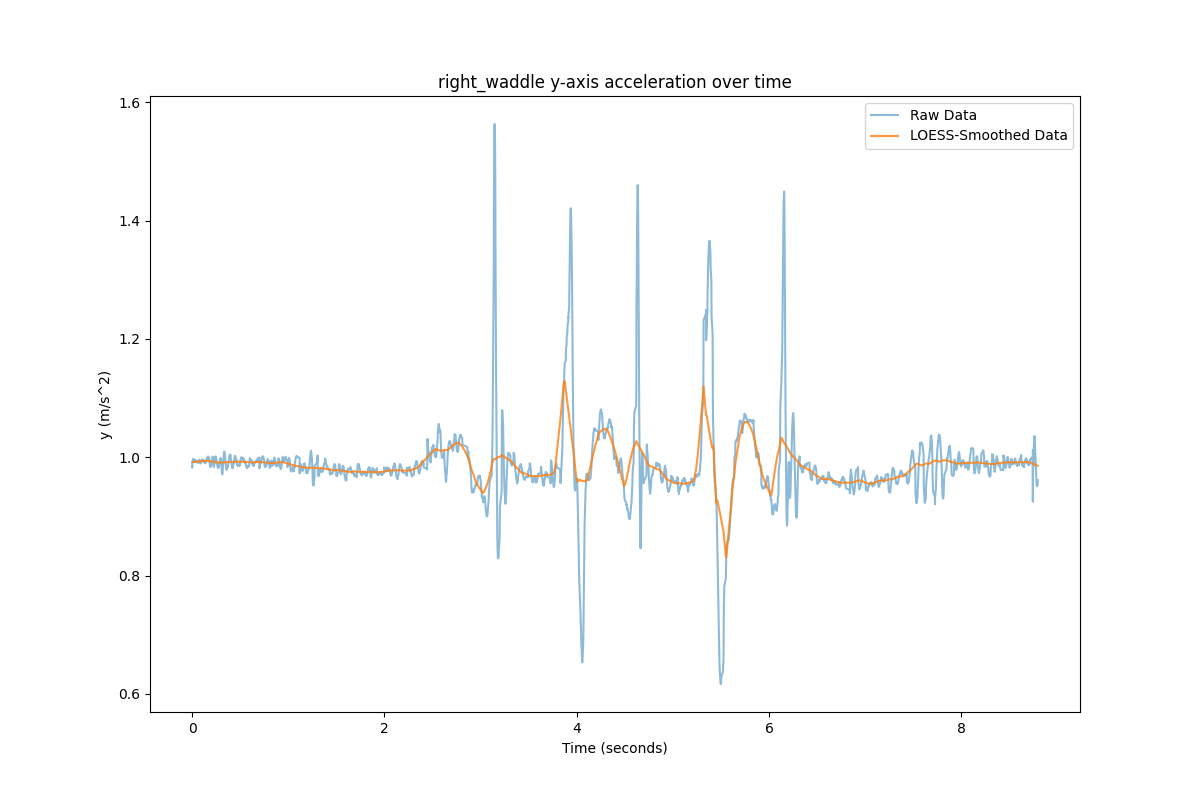 right_waddle y-axis acceleration over time
Raw Data
LOESS-Smoothed Data
1.6
1.4
1.2
1.0
0.8
0.6
y (m/s^2)
0 2 4 6 8
Time (seconds)